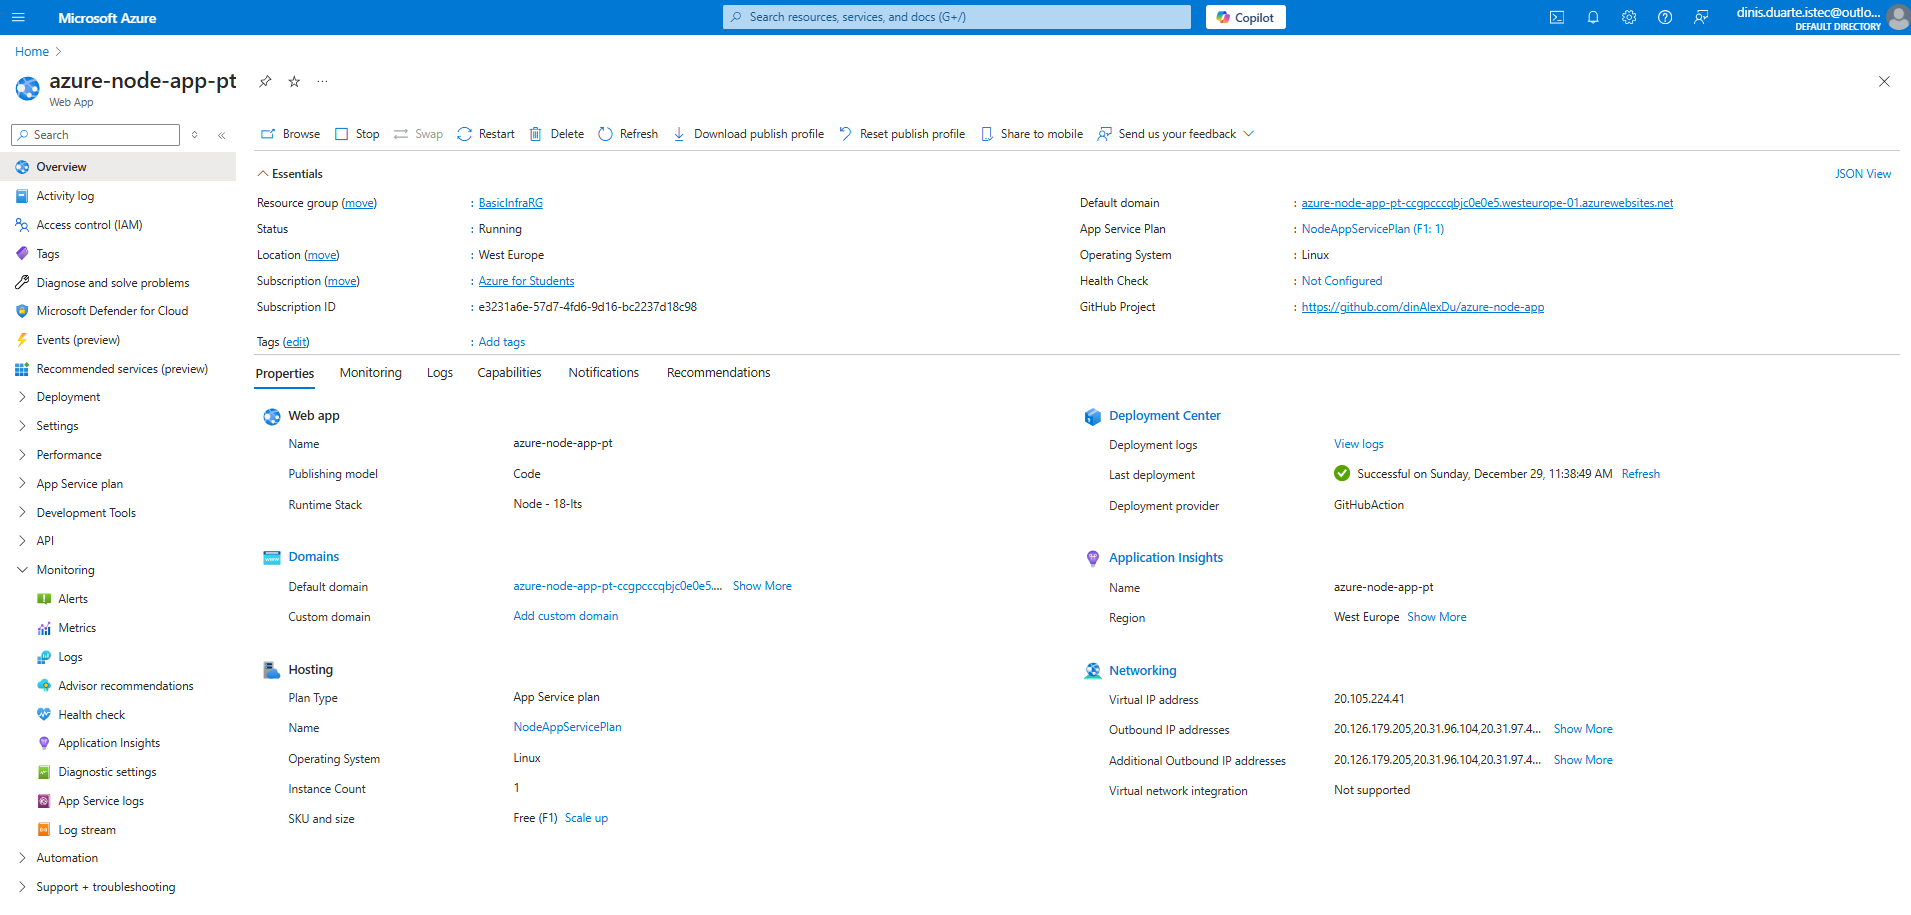 Microsoft Azure
Search resources, services, and docs (G+/)
Copilot
dinis.duarte.istec@outlo...
DEFAULT DIRECTORY
Home
azure-node-app-pt
Web App
Search
Browse
Stop
Swap
Restart
Delete
Refresh
Download publish profile
Reset publish profile
Share to mobile
Send us your feedback
Overview
Activity log
Access control (IAM)
Tags
Diagnose and solve problems
Microsoft Defender for Cloud
Events (preview)
Recommended services (preview)
Deployment
Settings
Performance
App Service plan
Development Tools
API
Monitoring
Alerts
Metrics
Logs
Advisor recommendations
Health check
Application Insights
Diagnostic settings
App Service logs
Log stream
Automation
Support + troubleshooting
Essentials
JSON View
Resource group (move) : BasicInfraRG
Status : Running
Location (move) : West Europe
Subscription (move) : Azure for Students
Subscription ID : e3231a6e-57d7-4fd6-9d16-bc2237d18c98
Tags (edit) : Add tags
Default domain : azure-node-app-pt-ccgpcccqbjc0e0e5.westeurope-01.azurewebsites.net
App Service Plan : NodeAppServicePlan (F1: 1)
Operating System : Linux
Health Check : Not Configured
GitHub Project : https://github.com/dinAlexDu/azure-node-app
Properties
Monitoring
Logs
Capabilities
Notifications
Recommendations
Web app
Name azure-node-app-pt
Publishing model Code
Runtime Stack Node - 18-lts
Domains
Default domain azure-node-app-pt-ccgpcccqbjc0e0e5.... Show More
Custom domain Add custom domain
Hosting
Plan Type App Service plan
Name NodeAppServicePlan
Operating System Linux
Instance Count 1
SKU and size Free (F1) Scale up
Deployment Center
Deployment logs View logs
Last deployment Successful on Sunday, December 29, 11:38:49 AM Refresh
Deployment provider GitHubAction
Application Insights
Name azure-node-app-pt
Region West Europe Show More
Networking
Virtual IP address 20.105.224.41
Outbound IP addresses 20.126.179.205,20.31.96.104,20.31.97.4... Show More
Additional Outbound IP addresses 20.126.179.205,20.31.96.104,20.31.97.4... Show More
Virtual network integration Not supported